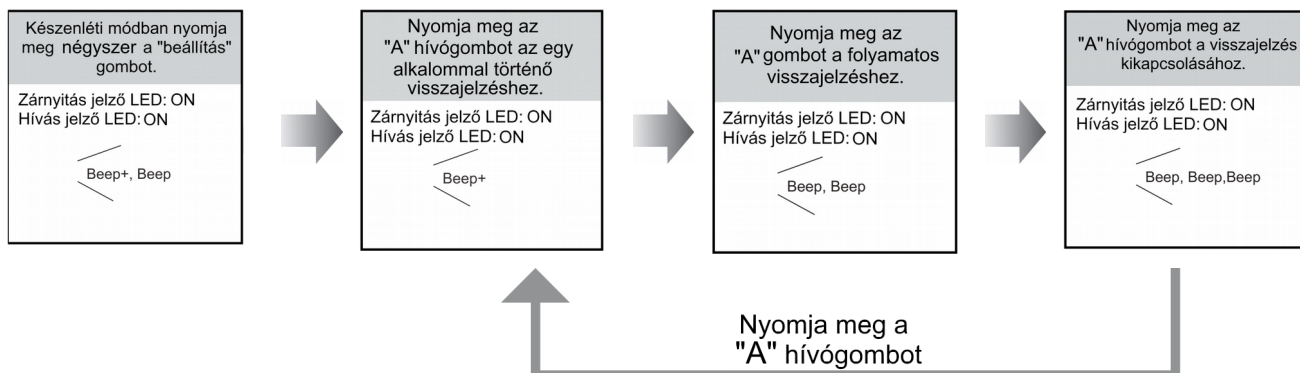 Készenléti módban nyomja
meg négyszer a "beállítás"
gombot.
Zárnyitás jelző LED: ON
Hívás jelző LED: ON
Beep+, Beep
Nyomja meg az
"A" hívógombot az egy
alkalommal történő
visszajelzéshez.
Zárnyitás jelző LED: ON
Hívás jelző LED: ON
Beep+
Nyomja meg az
"A" gombot a folyamatos
visszajelzéshez.
Zárnyitás jelző LED: ON
Hívás jelző LED: ON
Beep, Beep
Nyomja meg az
"A" hívógombot a visszajelzés
kikapcsolásához.
Zárnyitás jelző LED: ON
Hívás jelző LED: ON
Beep, Beep,Beep
Nyomja meg a
"A" hívógombot